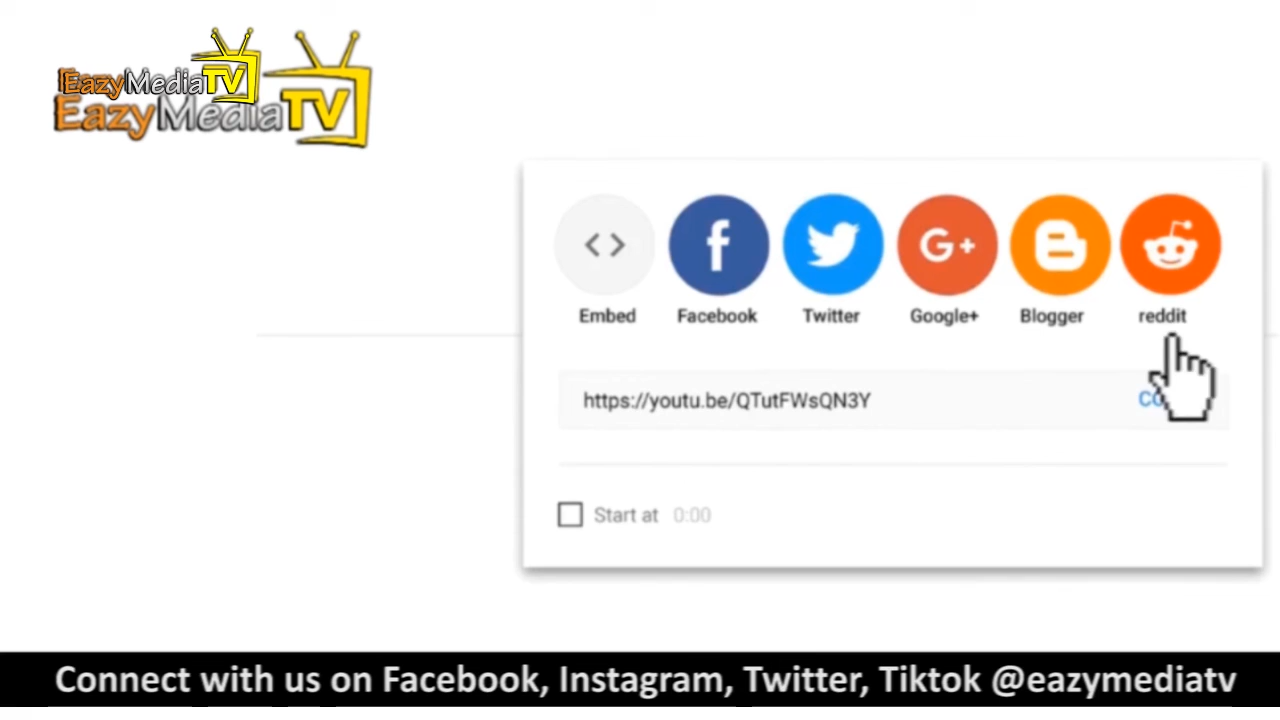 EazyMediaTV
EazyMediaTV
Embed Facebook Twitter Google+ Blogger reddit
https://youtu.be/QTutFWsQN3Y
Start at 0:00
Connect with us on Facebook, Instagram, Twitter, Tiktok @eazymediatv